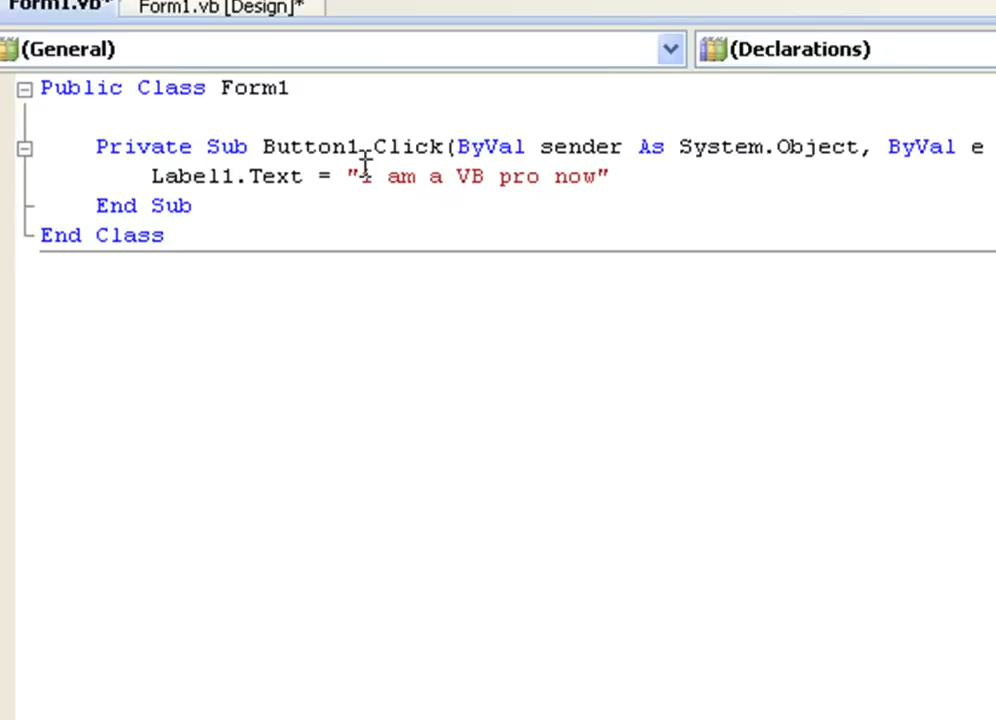 Form1.vb* Form1.vb [Design]*
(General) (Declarations)
Public Class Form1
Private Sub Button1_Click(ByVal sender As System.Object, ByVal e
Label1.Text = "I am a VB pro now"
End Sub
End Class